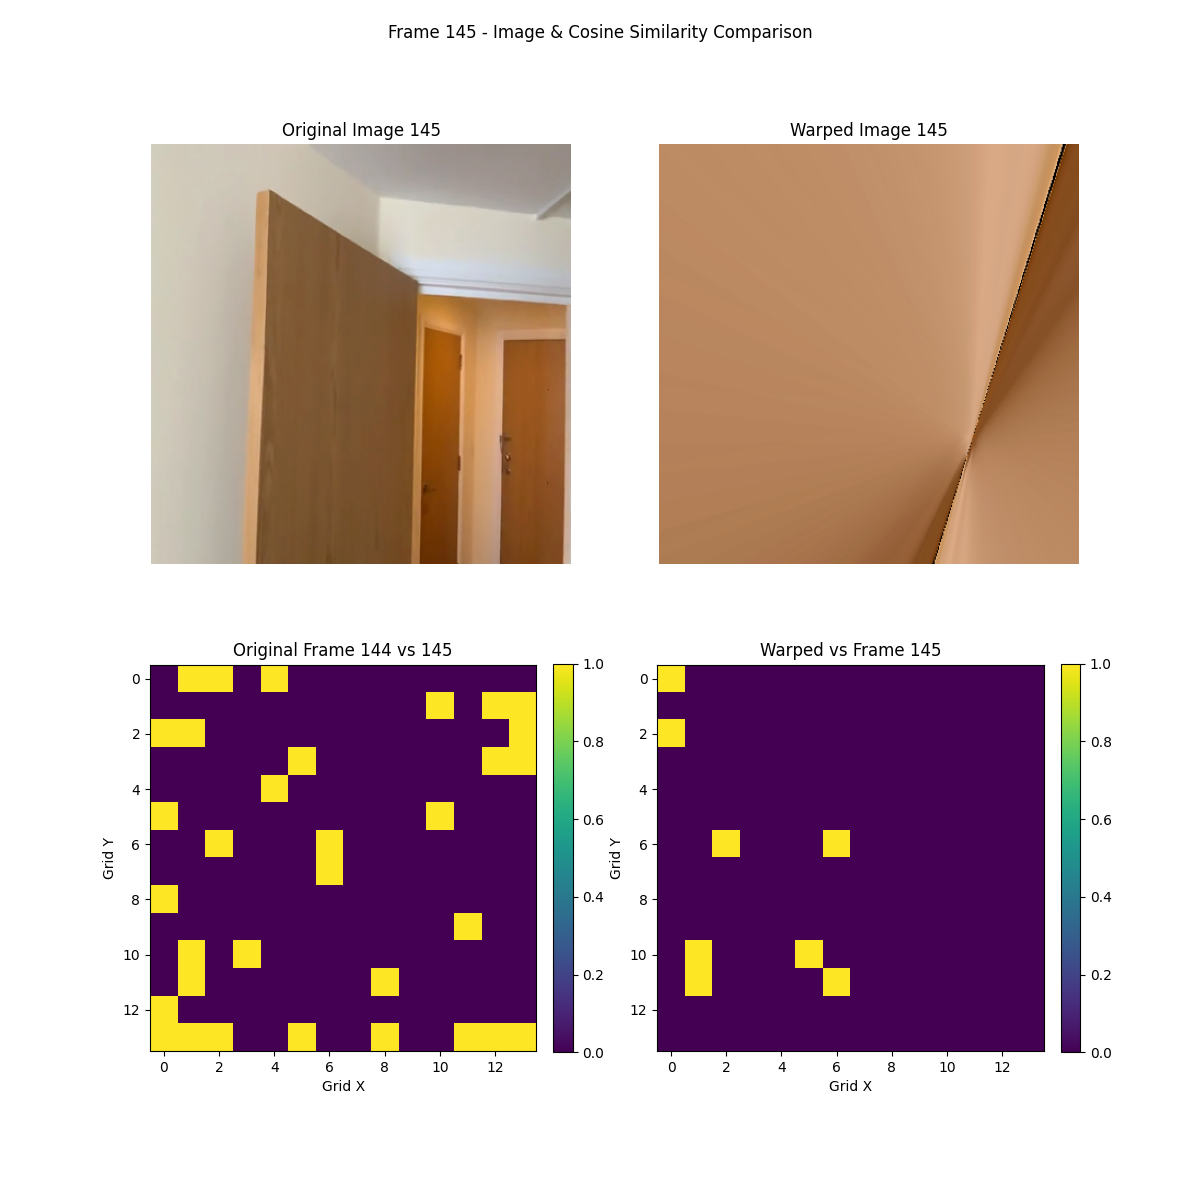 Frame 145 - Image & Cosine Similarity Comparison
Original Image 145
Warped Image 145
Original Frame 144 vs 145
Warped vs Frame 145
0
2
4
6
8
10
12
Grid Y
0 2 4 6 8 10 12
Grid X
1.0
0.8
0.6
0.4
0.2
0.0
0
2
4
6
8
10
12
Grid Y
0 2 4 6 8 10 12
Grid X
1.0
0.8
0.6
0.4
0.2
0.0